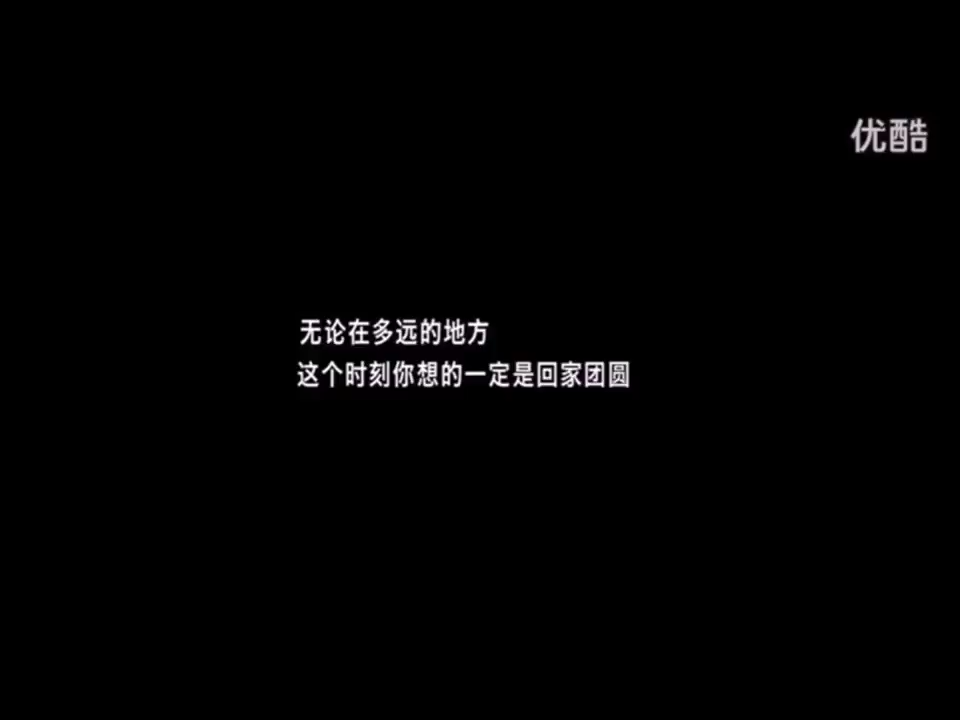 优酷
无论在多远的地方
这个时刻你想的一定是回家团圆